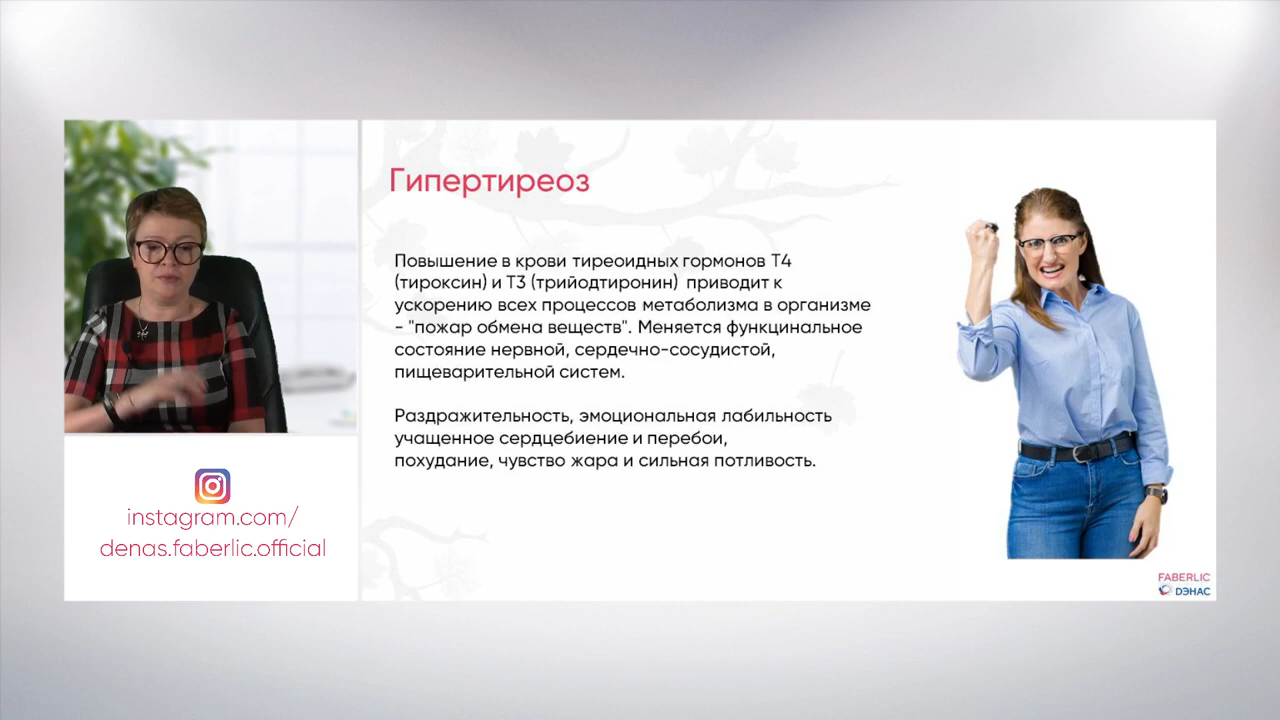 Гипертиреоз
Повышение в крови тиреоидных гормонов Т4
(тироксин) и Т3 (трийодтиронин) приводит к
ускорению всех процессов метаболизма в организме
- "пожар обмена веществ". Меняется функцинальное
состояние нервной, сердечно-сосудистой,
пищеварительной систем.
Раздражительность, эмоциональная лабильность
учащенное сердцебиение и перебои,
похудание, чувство жара и сильная потливость.
instagram.com/
denas.faberlic.official
FABERLIC
DЭНАС